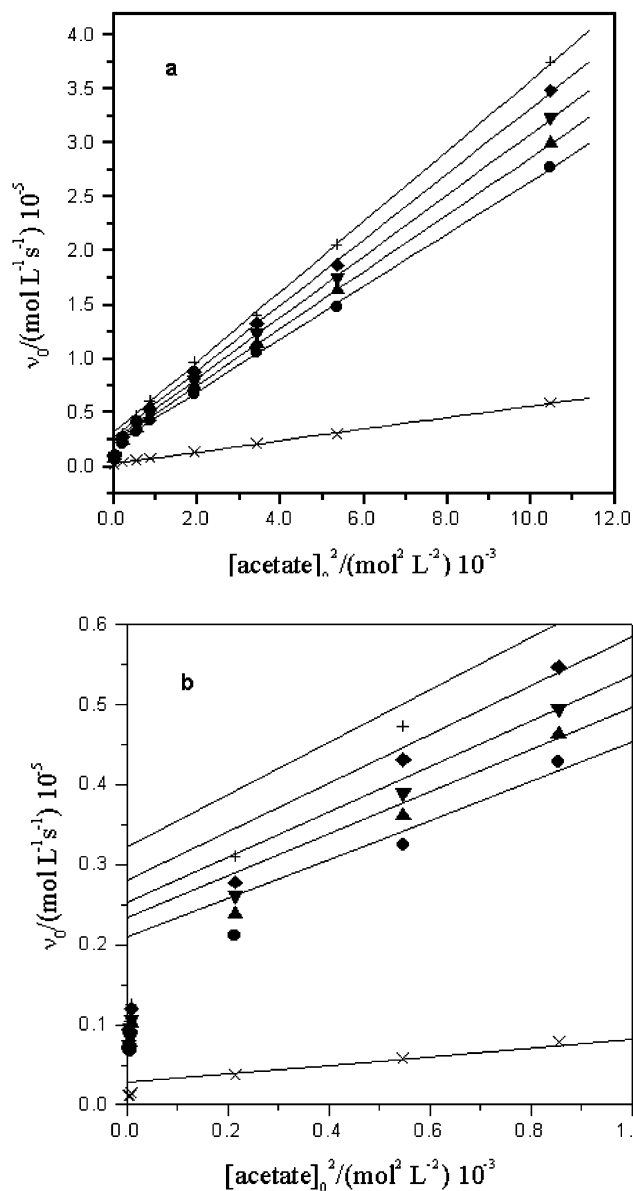 a
4.0
3.5
3.0
2.5
2.0
1.5
1.0
0.5
0.0
ν₀/(mol L⁻¹s⁻¹) 10⁻⁵
0.0 2.0 4.0 6.0 8.0 10.0 12.0
[acetate]₀²/(mol² L⁻²) 10⁻³
b
0.6
0.5
0.4
0.3
0.2
0.1
0.0
ν₀/(mol L⁻¹s⁻¹) 10⁻⁵
0.0 0.2 0.4 0.6 0.8 1.
[acetate]₀²/(mol² L⁻²) 10⁻³